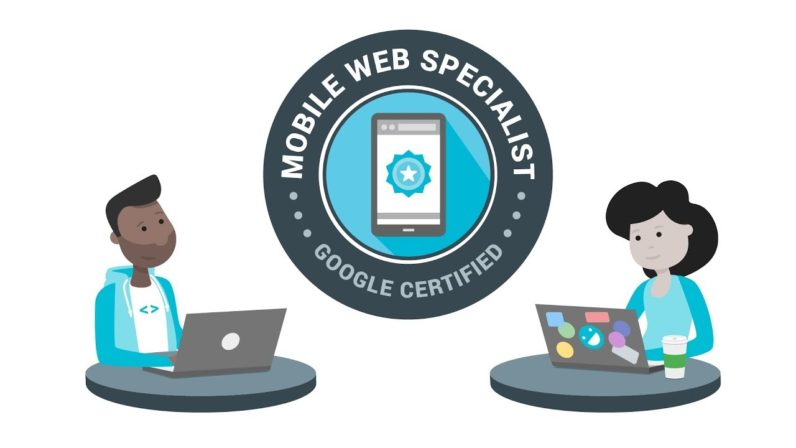 MOBILE WEB SPECIALIST
GOOGLE CERTIFIED
<>